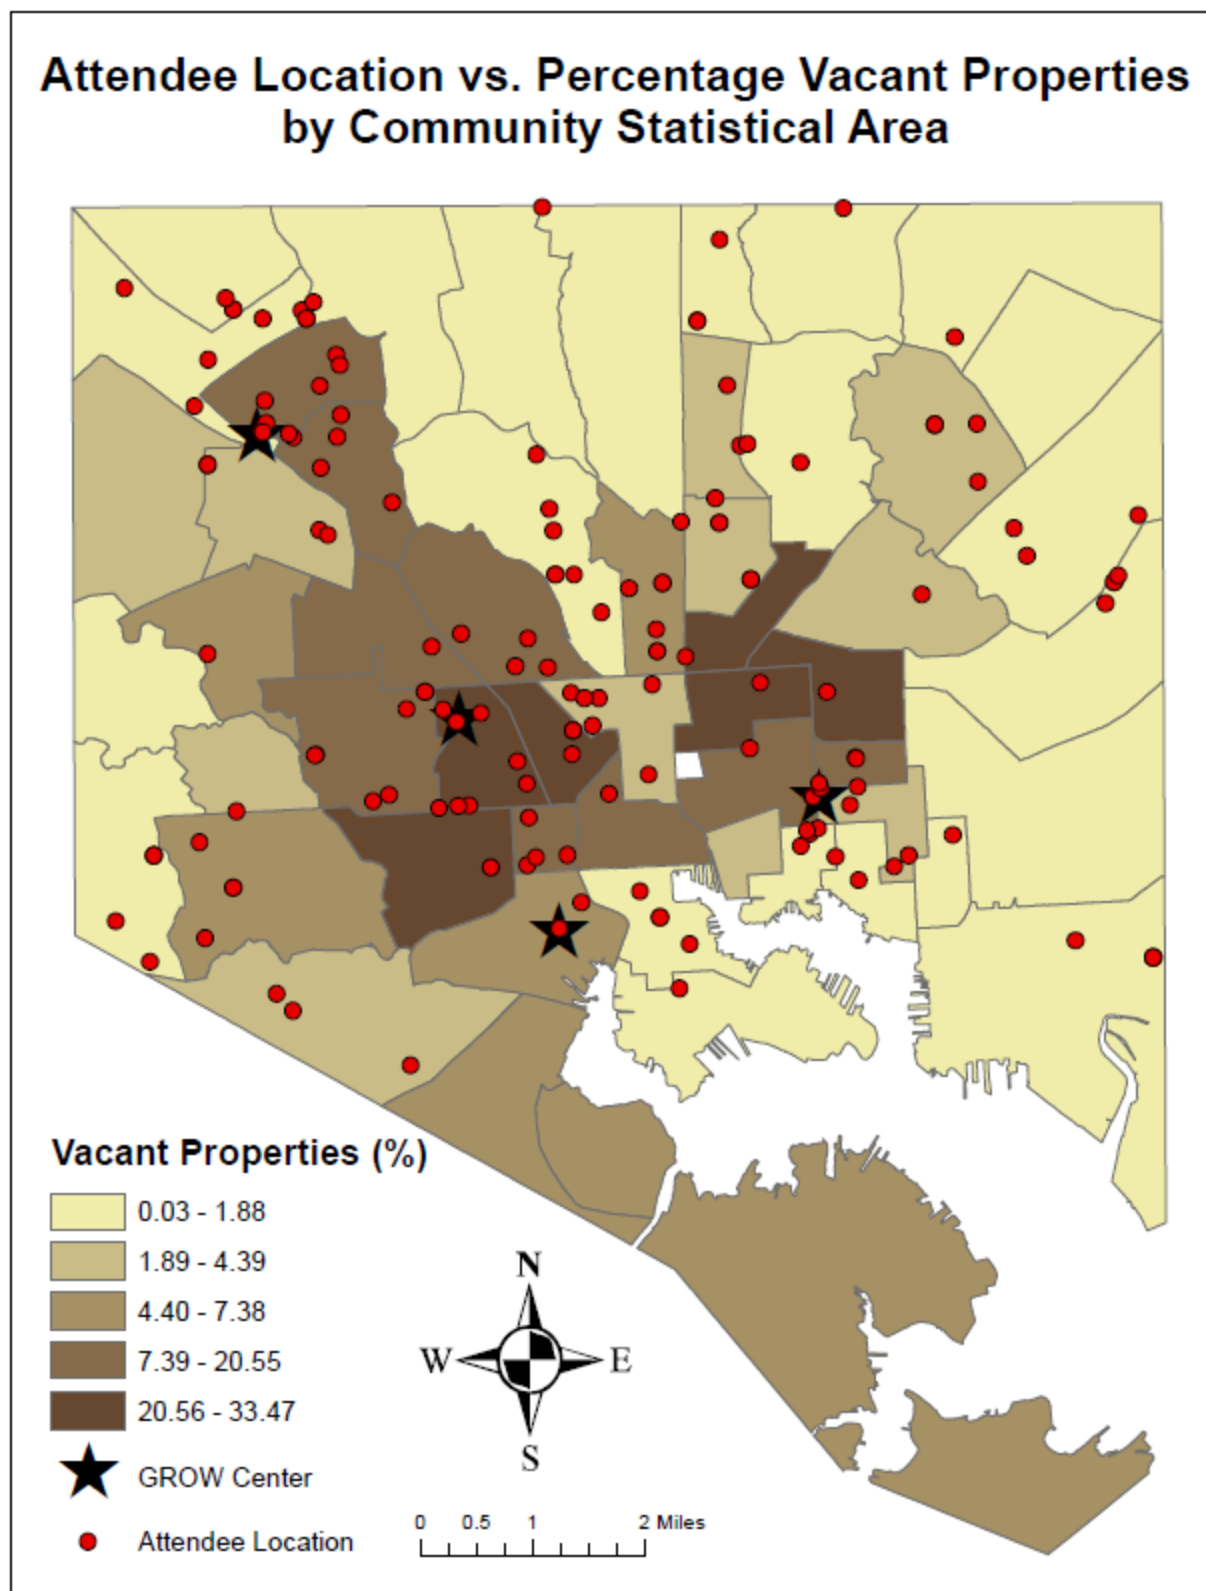 Attendee Location vs. Percentage Vacant Properties
by Community Statistical Area
Vacant Properties (%)
0.03 - 1.88
1.89 - 4.39
4.40 - 7.38
7.39 - 20.55
20.56 - 33.47
GROW Center
Attendee Location
N
W E
S
0 0.5 1 2 Miles